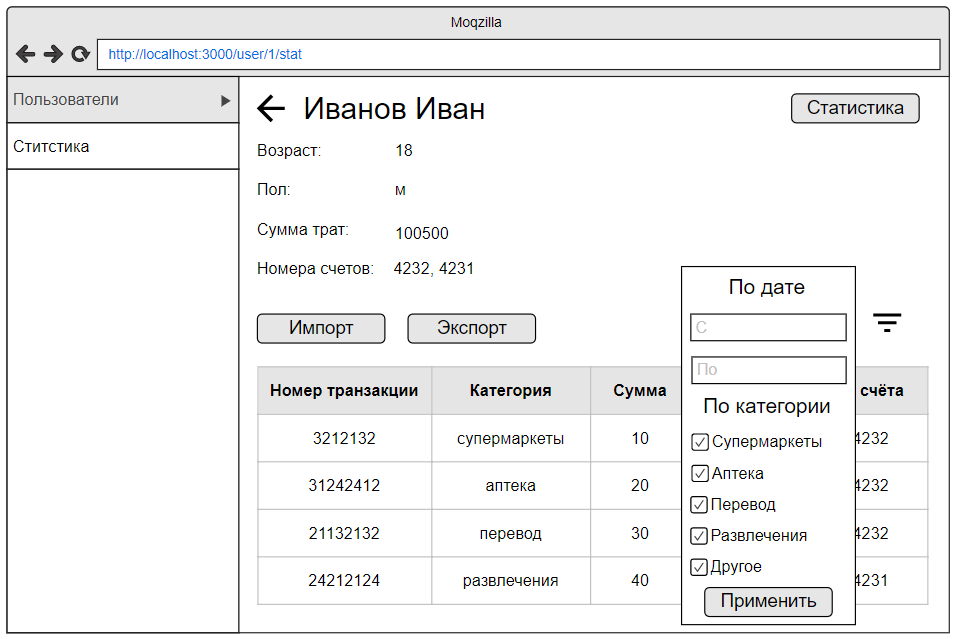 Moqzilla
http://localhost:3000/user/1/stat
Пользователи
Ститстика
Иванов Иван
Статистика
Возраст: 18
Пол: м
Сумма трат: 100500
Номера счетов: 4232, 4231
Импорт Экспорт
По дате
С
По
По категории
Супермаркеты
Аптека
Перевод
Развлечения
Другое
Применить
Номер транзакции Категория Сумма счёта
3212132 супермаркеты 10 4232
31242412 аптека 20 4232
21132132 перевод 30 4232
24212124 развлечения 40 4231